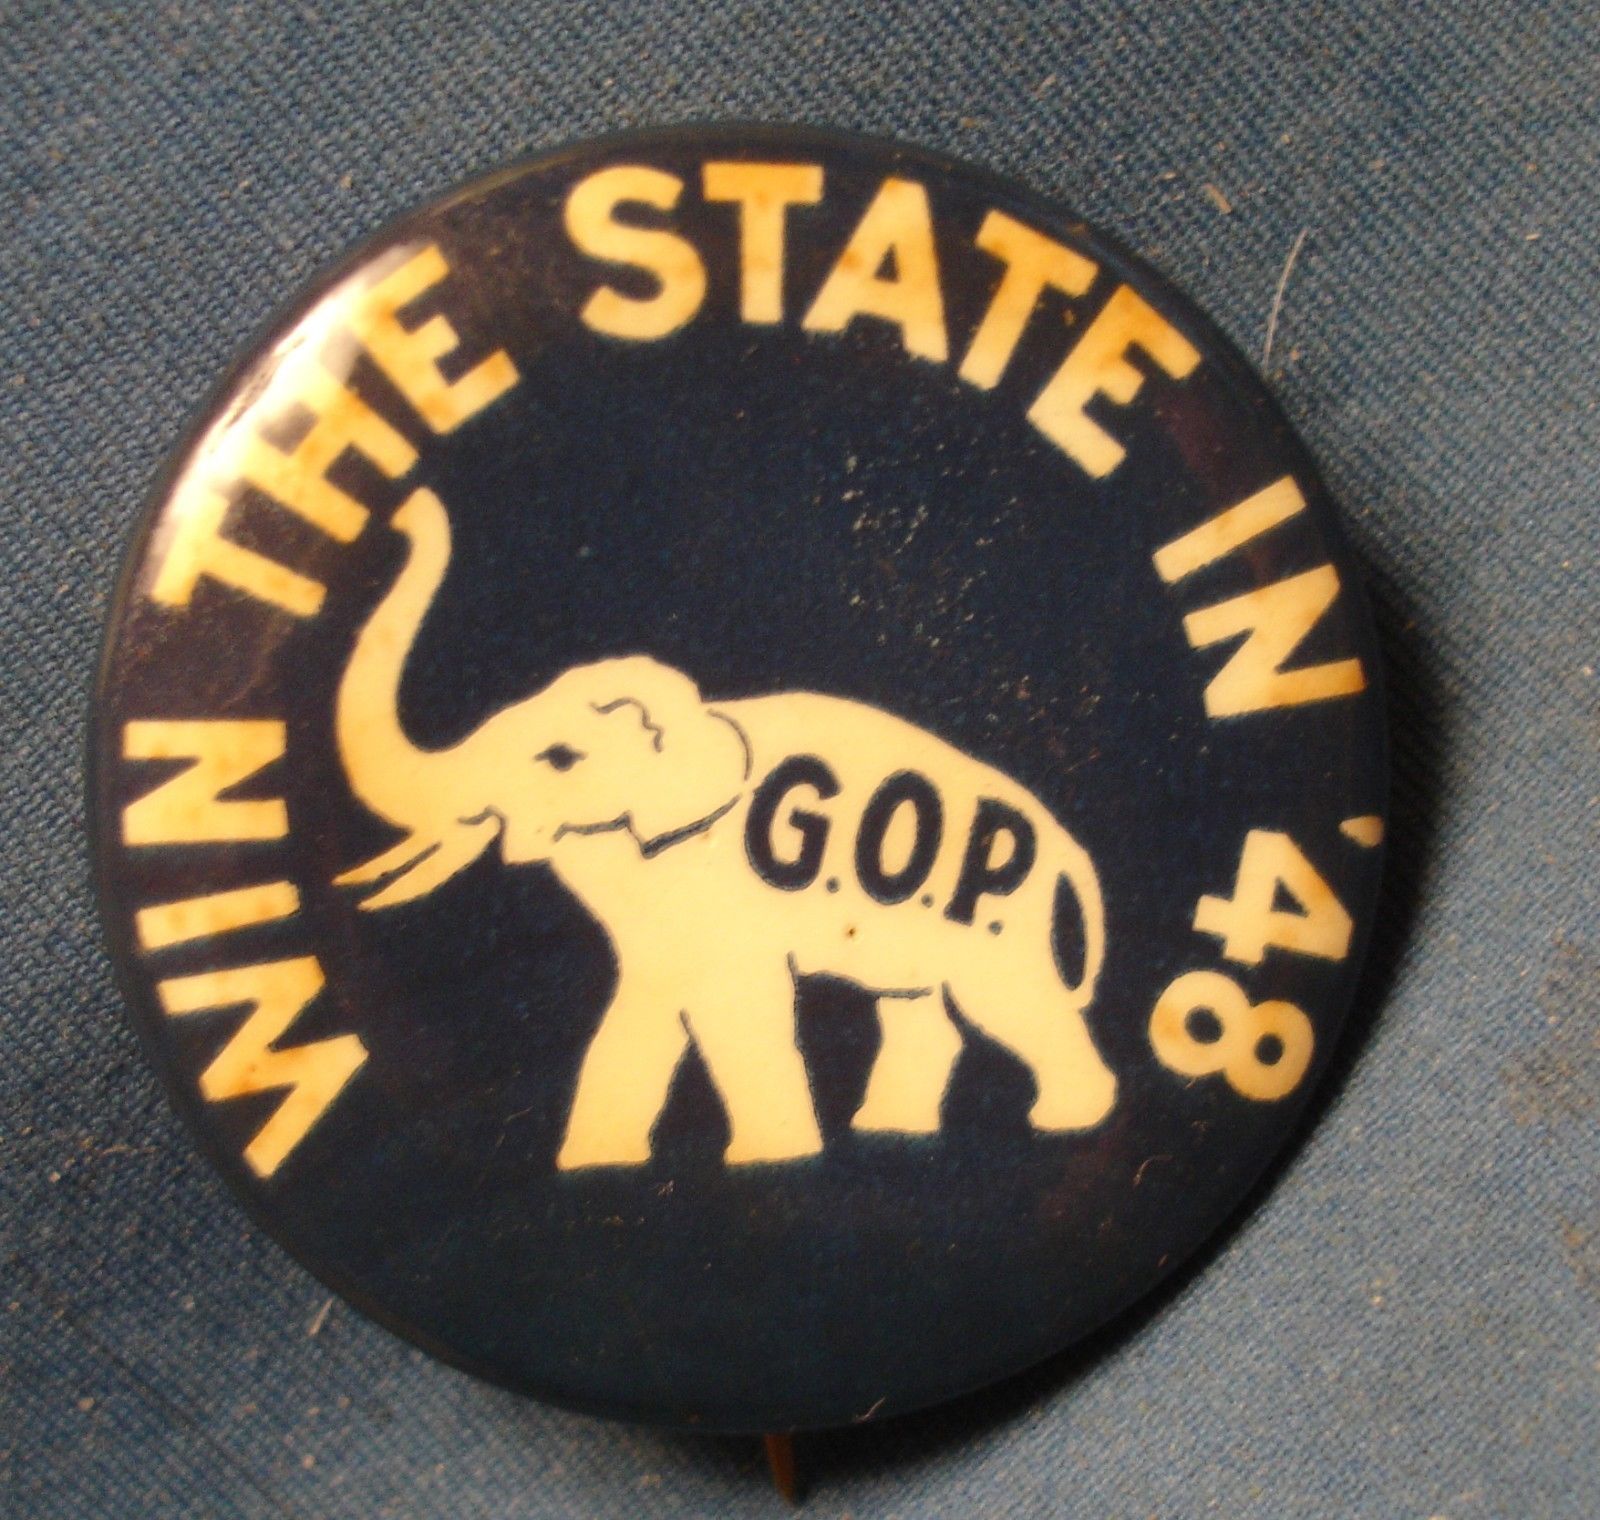 WIN THE STATE IN '48
G.O.P.